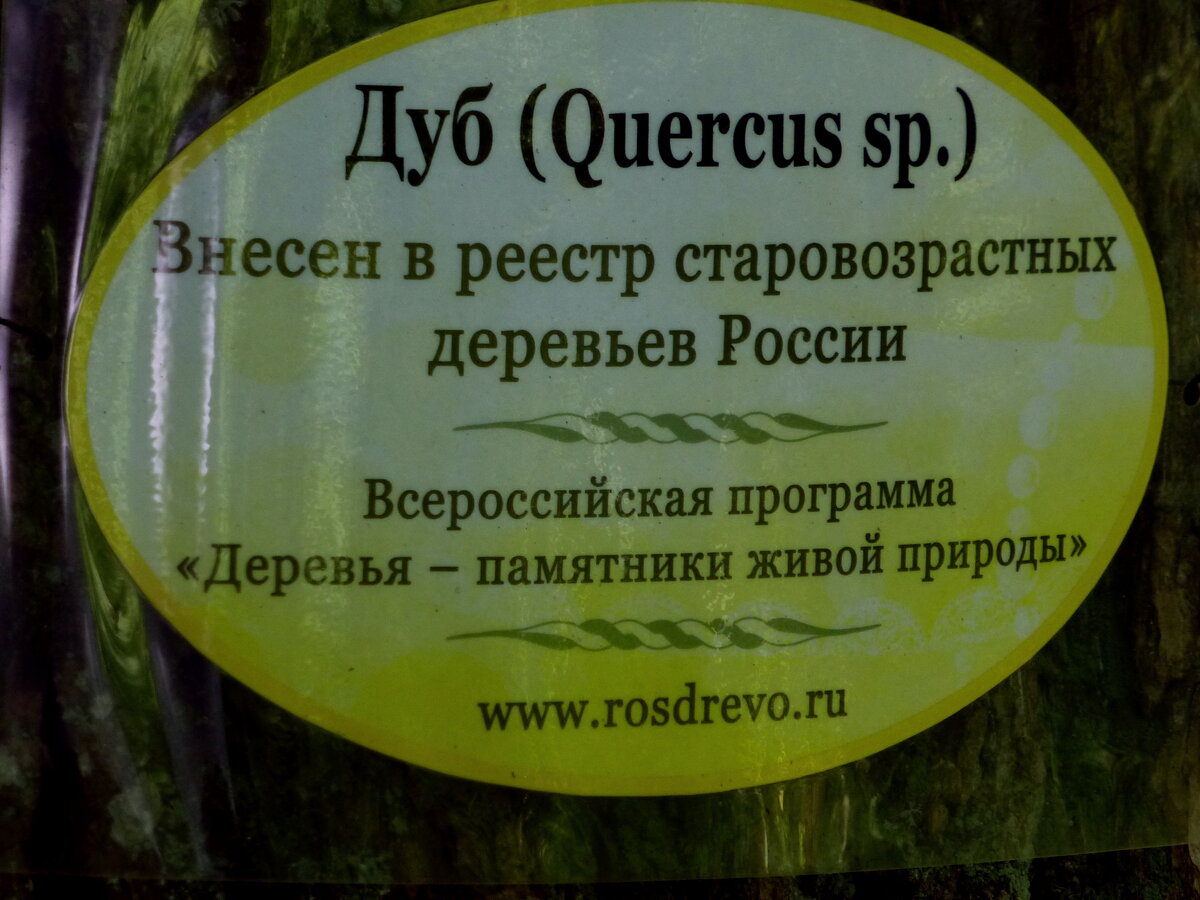 Дуб (Quercus sp.)
Внесен в реестр старовозрастных
деревьев России
Всероссийская программа
«Деревья – памятники живой природы»
www.rosdrevo.ru